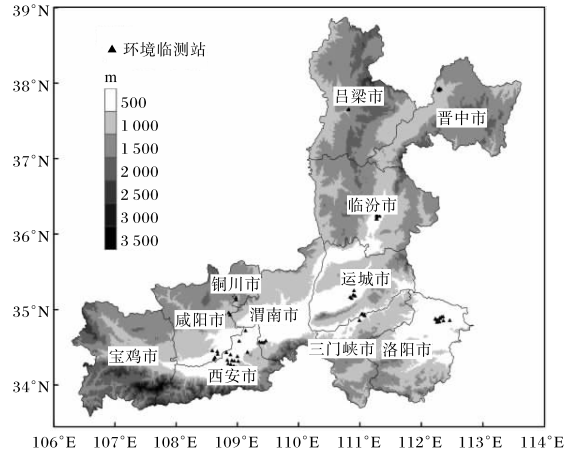 39°N
38°N
37°N
36°N
35°N
34°N
▲ 环境临测站
m
500
1 000
1 500
2 000
2 500
3 000
3 500
吕梁市
晋中市
临汾市
运城市
铜川市
咸阳市
渭南市
宝鸡市
西安市
三门峡市
洛阳市
106°E 107°E 108°E 109°E 110°E 111°E 112°E 113°E 114°E